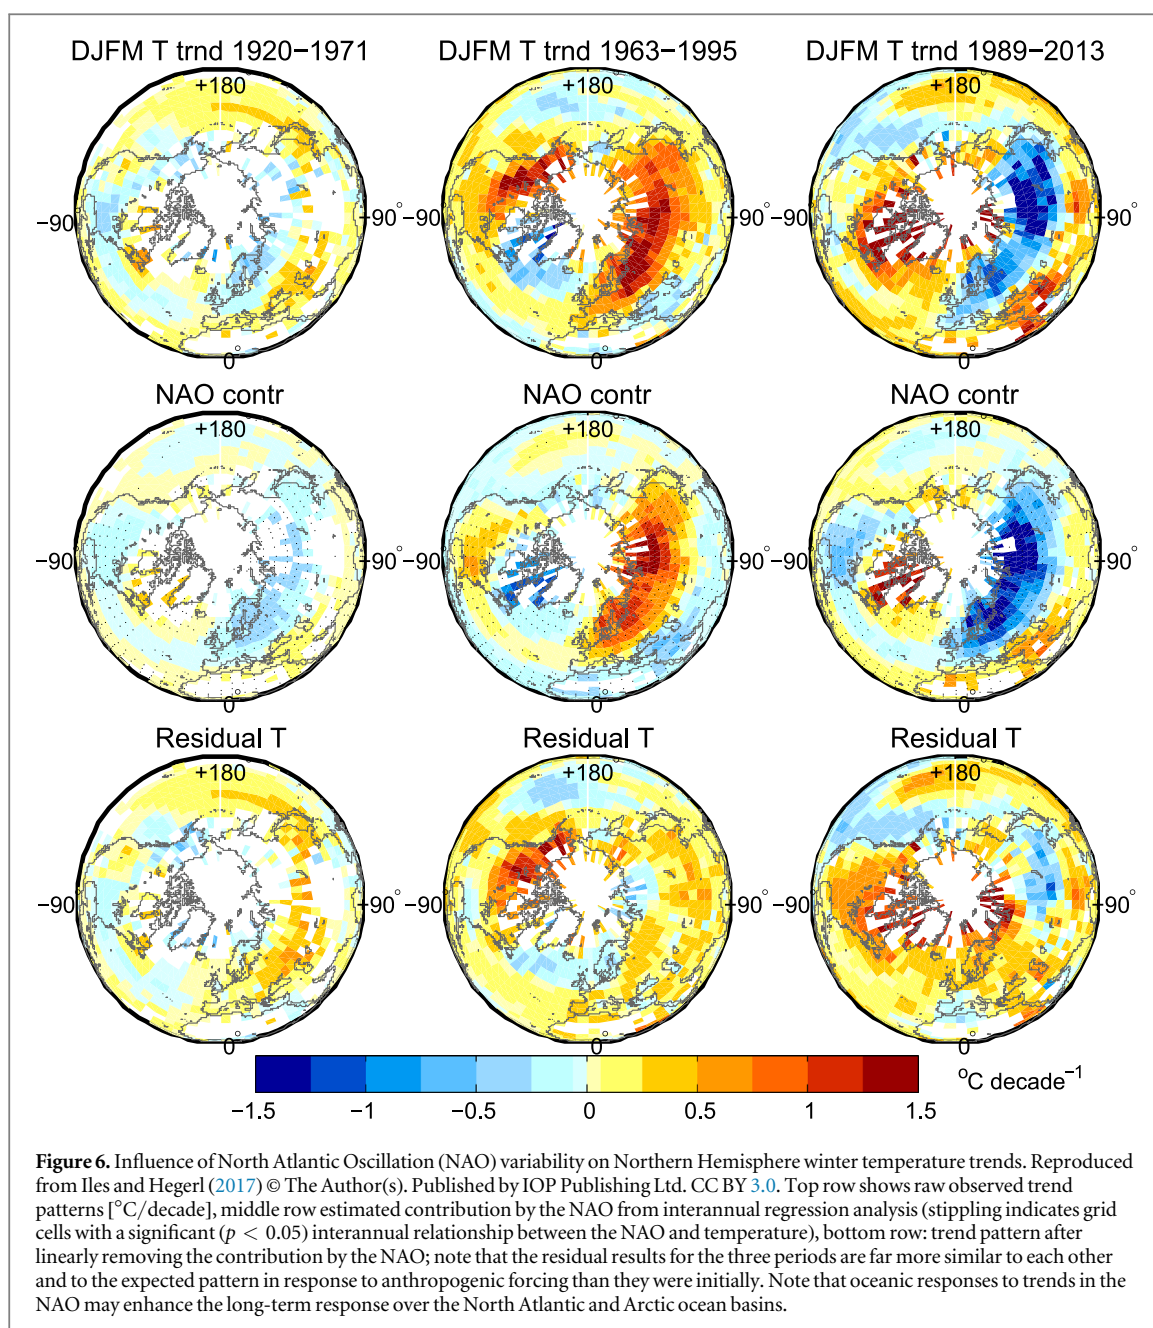 DJFM T trnd 1920−1971
DJFM T trnd 1963−1995
DJFM T trnd 1989−2013
+180
+180
+180
−90
+90°
−90
+90°
−90
+90°
0°
0°
0°
NAO contr
NAO contr
NAO contr
+180
+180
+180
−90
+90°
−90
+90°
−90
+90°
0°
0°
0°
Residual T
Residual T
Residual T
+180
+180
+180
−90
+90°
−90
+90°
−90
+90°
0°
0°
0°
°C decade⁻¹
−1.5 −1 −0.5 0 0.5 1 1.5
Figure 6. Influence of North Atlantic Oscillation (NAO) variability on Northern Hemisphere winter temperature trends. Reproduced
from Iles and Hegerl (2017) © The Author(s). Published by IOP Publishing Ltd. CC BY 3.0. Top row shows raw observed trend
patterns [°C/decade], middle row estimated contribution by the NAO from interannual regression analysis (stippling indicates grid
cells with a significant (p < 0.05) interannual relationship between the NAO and temperature), bottom row: trend pattern after
linearly removing the contribution by the NAO; note that the residual results for the three periods are far more similar to each other
and to the expected pattern in response to anthropogenic forcing than they were initially. Note that oceanic responses to trends in the
NAO may enhance the long-term response over the North Atlantic and Arctic ocean basins.